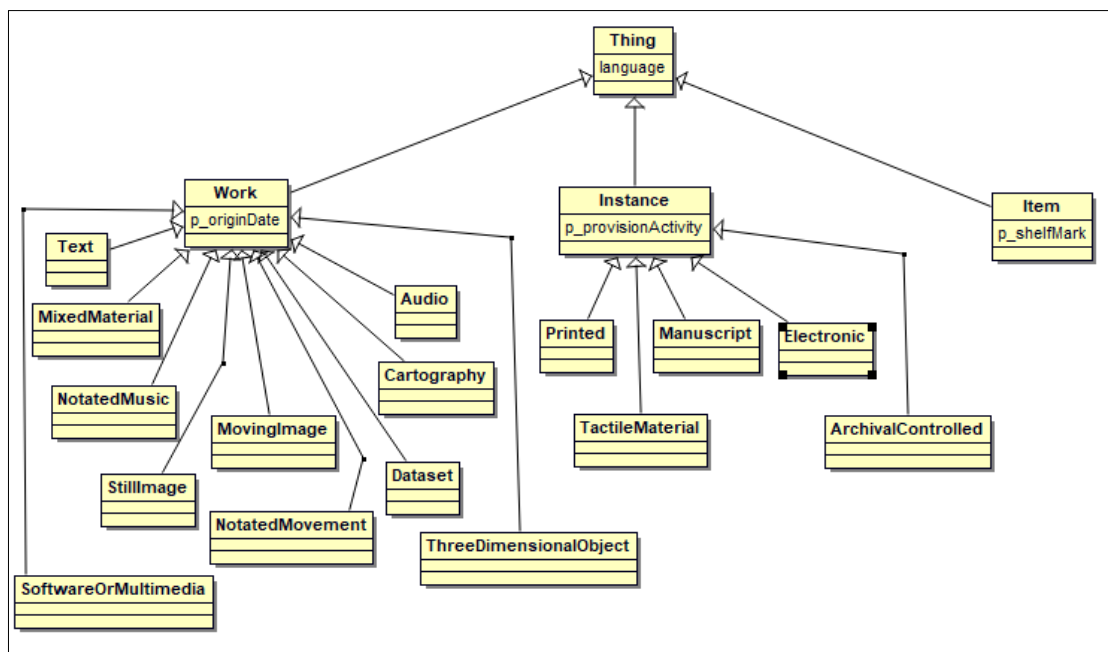 Thing
language
Work
p_originDate
Instance
p_provisionActivity
Item
p_shelfMark
Text
MixedMaterial
Audio
Printed
Manuscript
Electronic
NotatedMusic
Cartography
MovingImage
TactileMaterial
ArchivalControlled
StillImage
Dataset
NotatedMovement
ThreeDimensionalObject
SoftwareOrMultimedia